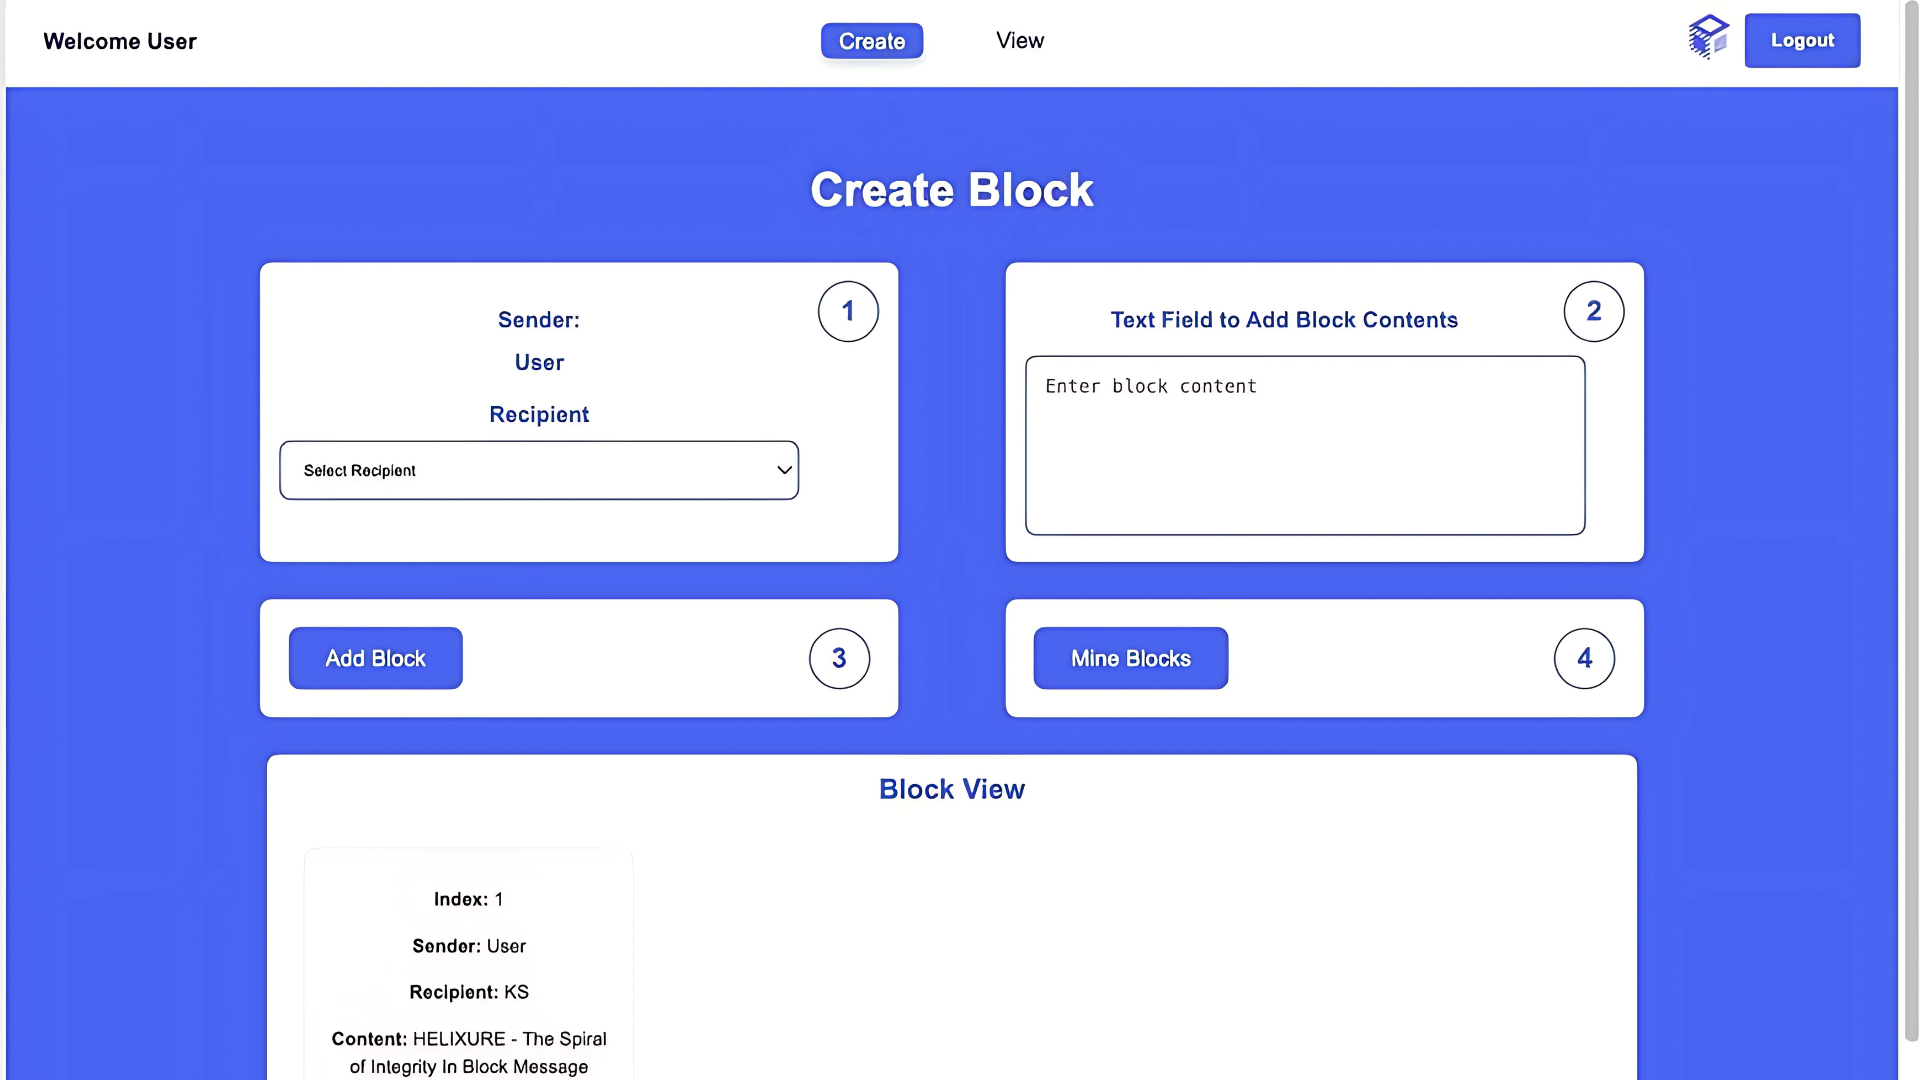 Welcome User
Create
View
Logout
Create Block
Sender:
User
Recipient
Select Recipient
1
Text Field to Add Block Contents
Enter block content
2
Add Block
3
Mine Blocks
4
Block View
Index: 1
Sender: User
Recipient: KS
Content: HELIXURE - The Spiral
of Integrity In Block Message